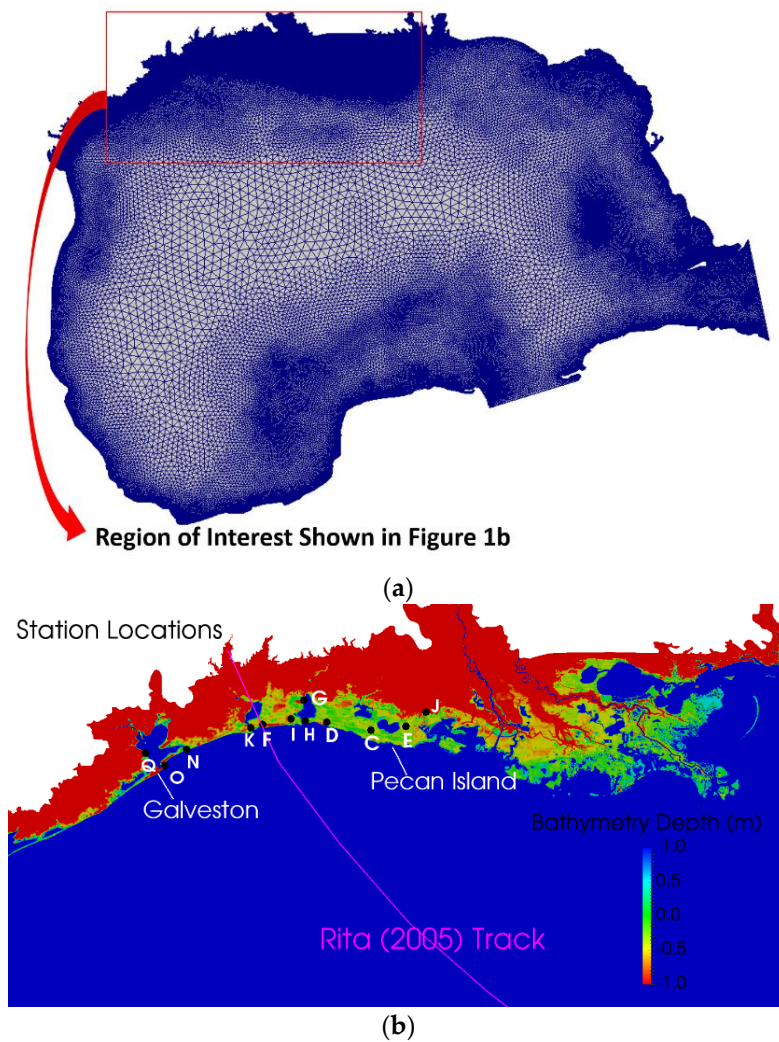 Region of Interest Shown in Figure 1b
(a)
Station Locations
G
J
K F I H D C E
Q O N
Pecan Island
Galveston
Bathymetry Depth (m)
1.0
0.5
0.0
-0.5
-1.0
Rita (2005) Track
(b)